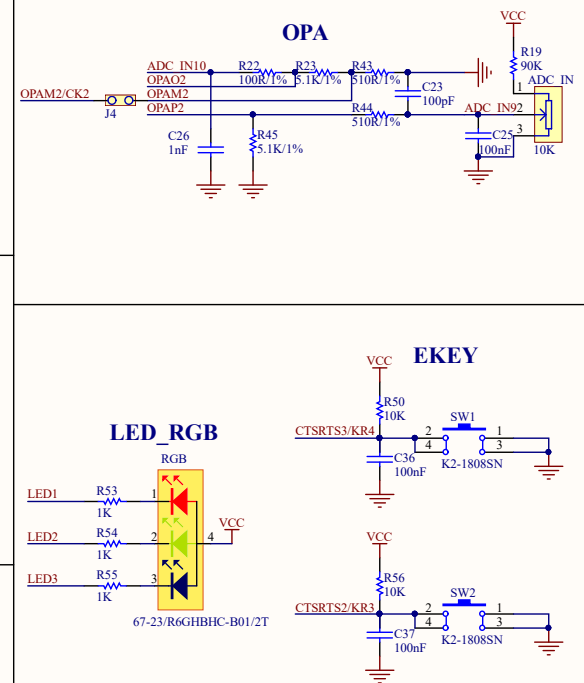 OPA
VCC
R19
90K
ADC_IN10
R22
100R/1%
R23
5.1K/1%
R43
510R/1%
ADC_IN
1
OPAO2
OPAM2/CK2
OPAM2
J4
OPAP2
C23
100pF
R44
510R/1%
ADC_IN9
2
3
10K
C26
1nF
R45
5.1K/1%
C25
100nF
EKEY
VCC
R50
10K
SW1
CTSRTS3/KR4
2
4
1
3
K2-1808SN
C36
100nF
LED_RGB
RGB
LED1
R53
1K
1
LED2
R54
1K
2
4
VCC
LED3
R55
1K
3
67-23/R6GHBHC-B01/2T
VCC
R56
10K
SW2
CTSRTS2/KR3
2
4
1
3
K2-1808SN
C37
100nF